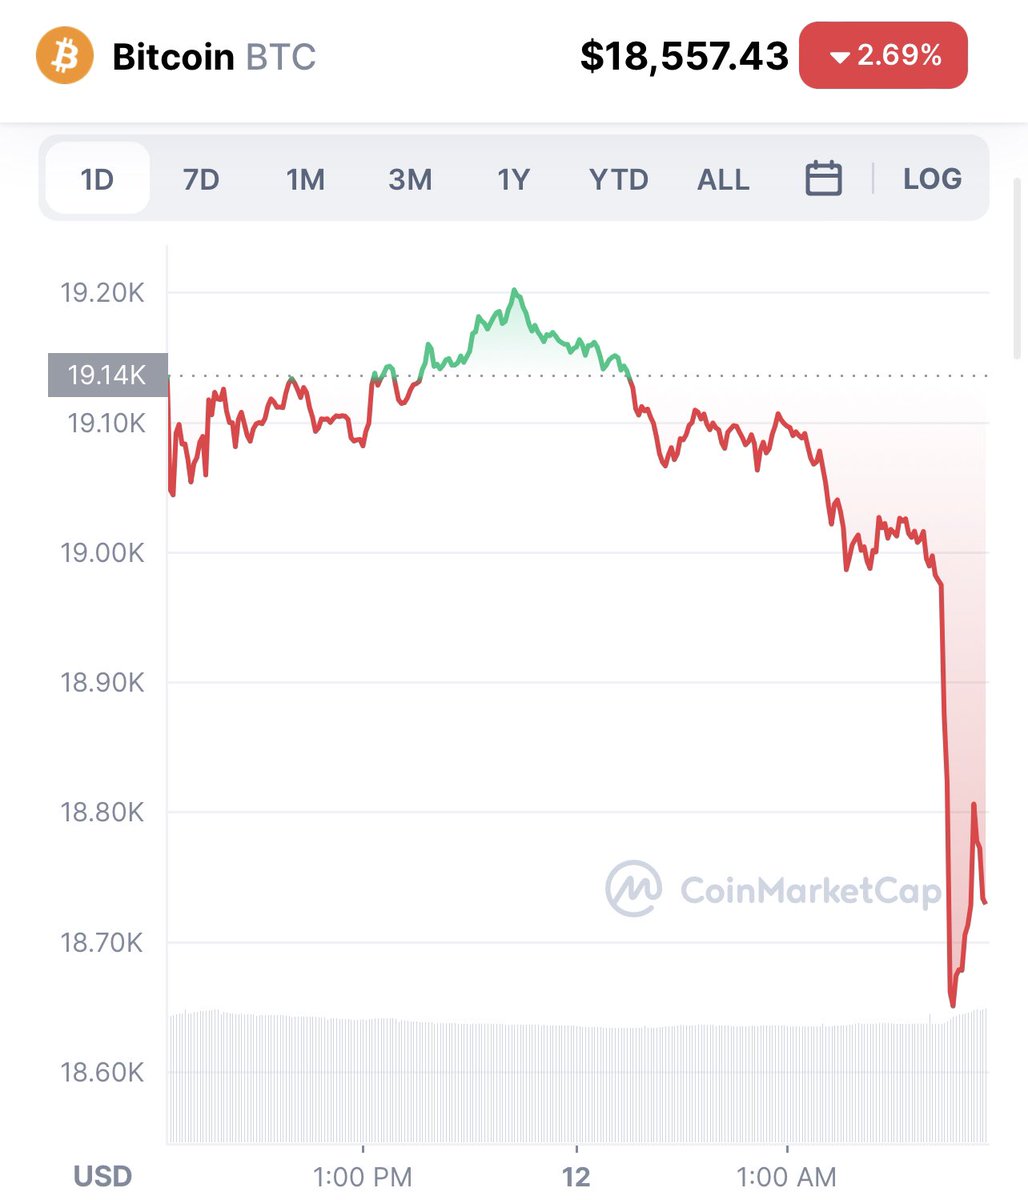 Bitcoin BTC $18,557.43 2.69%
1D 7D 1M 3M 1Y YTD ALL LOG
19.20K
19.14K
19.10K
19.00K
18.90K
18.80K
CoinMarketCap
18.70K
18.60K
USD 1:00 PM 12 1:00 AM